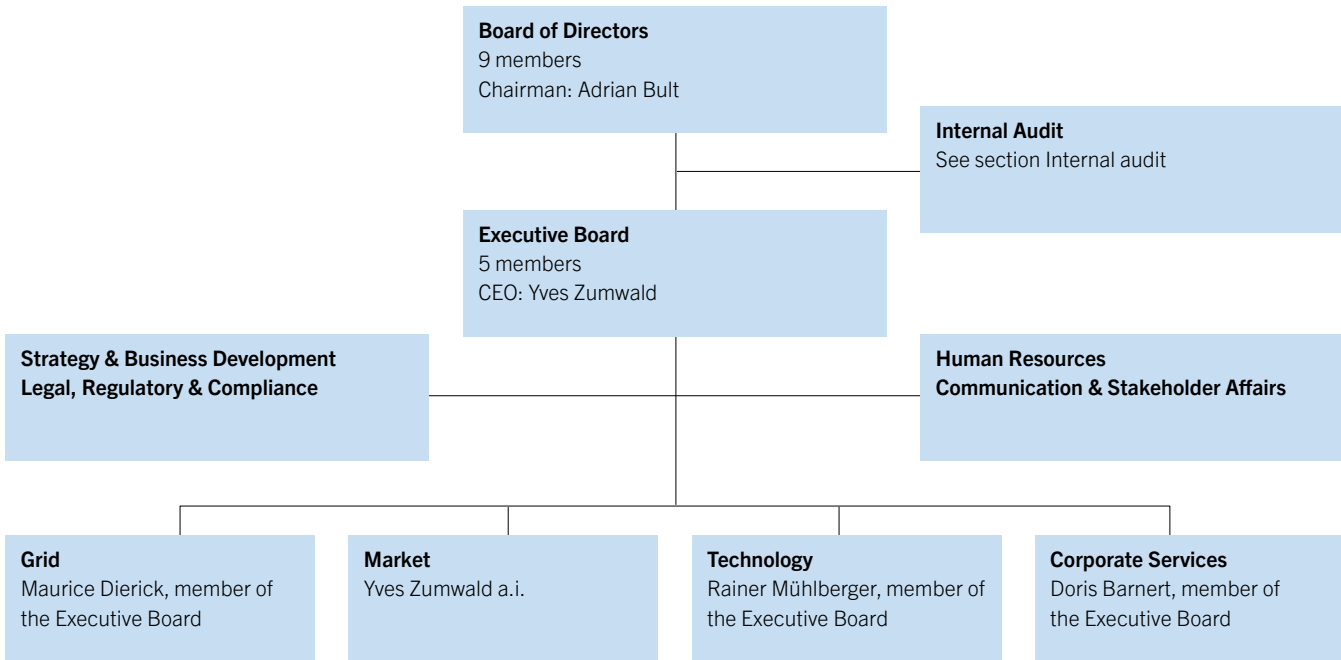 Board of Directors
9 members
Chairman: Adrian Bult
Internal Audit
See section Internal audit
Executive Board
5 members
CEO: Yves Zumwald
Strategy & Business Development
Legal, Regulatory & Compliance
Human Resources
Communication & Stakeholder Affairs
Grid
Maurice Dierick, member of
the Executive Board
Market
Yves Zumwald a.i.
Technology
Rainer Mühlberger, member of
the Executive Board
Corporate Services
Doris Barnert, member of
the Executive Board